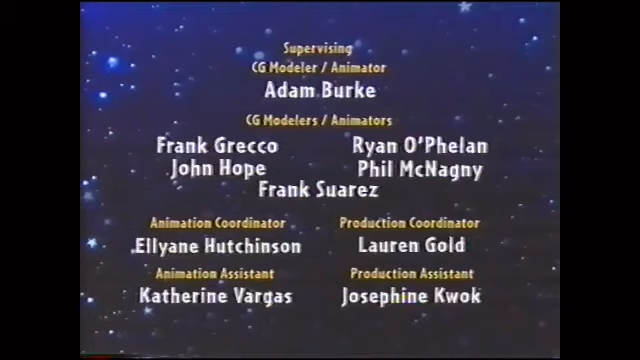 Supervising
CG Modeler / Animator
Adam Burke
CG Modelers / Animators
Frank Grecco
Ryan O'Phelan
John Hope
Phil McNagny
Frank Suarez
Animation Coordinator
Production Coordinator
Ellyane Hutchinson
Lauren Gold
Animation Assistant
Production Assistant
Katherine Vargas
Josephine Kwok